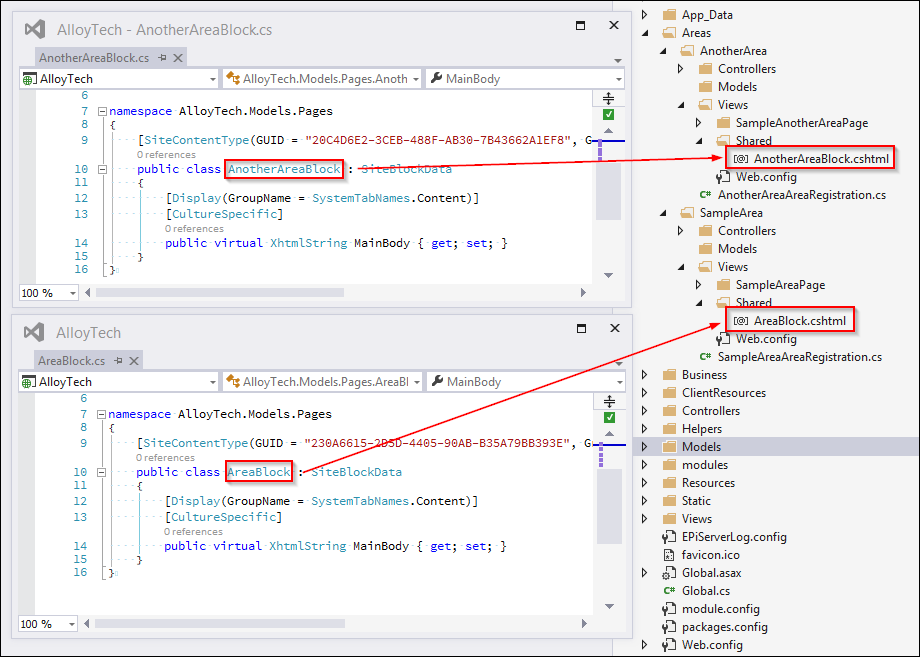 AlloyTech - AnotherAreaBlock.cs
AnotherAreaBlock.cs
AlloyTech
AlloyTech.Models.Pages.Anoth
MainBody
6
7 namespace AlloyTech.Models.Pages
8 {
9 [SiteContentType(GUID = "20C4D6E2-3CEB-488F-AB30-7B43662A1EF8", G
0 references
10 public class AnotherAreaBlock : SiteBlockData
11 {
12 [Display(GroupName = SystemTabNames.Content)]
13 [CultureSpecific]
0 references
14 public virtual XhtmlString MainBody { get; set; }
15 }
16 }
100 %
AlloyTech
AreaBlock.cs
AlloyTech
AlloyTech.Models.Pages.AreaBl
MainBody
6
7 namespace AlloyTech.Models.Pages
8 {
9 [SiteContentType(GUID = "230A6615-2B5D-4405-90AB-B35A79BB393E", G
0 references
10 public class AreaBlock : SiteBlockData
11 {
12 [Display(GroupName = SystemTabNames.Content)]
13 [CultureSpecific]
0 references
14 public virtual XhtmlString MainBody { get; set; }
15 }
16 }
100 %
App_Data
Areas
AnotherArea
Controllers
Models
Views
SampleAnotherAreaPage
Shared
[@] AnotherAreaBlock.cshtml
Web.config
C# AnotherAreaAreaRegistration.cs
SampleArea
Controllers
Models
Views
SampleAreaPage
Shared
[@] AreaBlock.cshtml
Web.config
C# SampleAreaAreaRegistration.cs
Business
ClientResources
Controllers
Helpers
Models
modules
Resources
Static
Views
EPiServerLog.config
favicon.ico
Global.asax
C# Global.cs
module.config
packages.config
Web.config